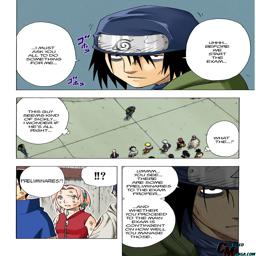 UHHH...
BEFORE
WE
START THE
EXAM...
...I MUST
ASK YOU
ALL TO DO
SOMETHING
FOR ME...
THIS GUY
SEEMS KIND
OF SICKLY...
I WONDER IF
HE'S ALL
RIGHT...
WHAT
THE...?
UMMM...
YOU SEE...
THERE
ARE SOME
PRELIMINARIES
TO THE EXAM
PROPER...
...AND
WHETHER
YOU PROCEED
TO THE MAIN
EXAM IS
CONTINGENT
ON HOW WELL
YOU MANAGE
THOSE.
!!?
PRELIMINARIES?!